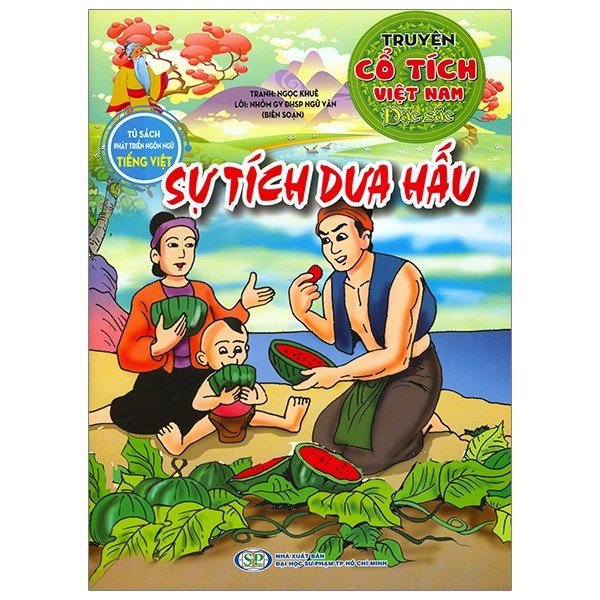 TRUYỆN
CỔ TÍCH
VIỆT NAM
Đặc sắc
TRANH: NGỌC KHUÊ
LỜI: NHÓM GV ĐHSP NGỮ VĂN
(BIÊN SOẠN)
TỦ SÁCH
PHÁT TRIỂN NGÔN NGỮ
TIẾNG VIỆT
SỰ TÍCH DƯA HẤU
SP
NHÀ XUẤT BẢN
ĐẠI HỌC SƯ PHẠM TP HỒ CHÍ MINH